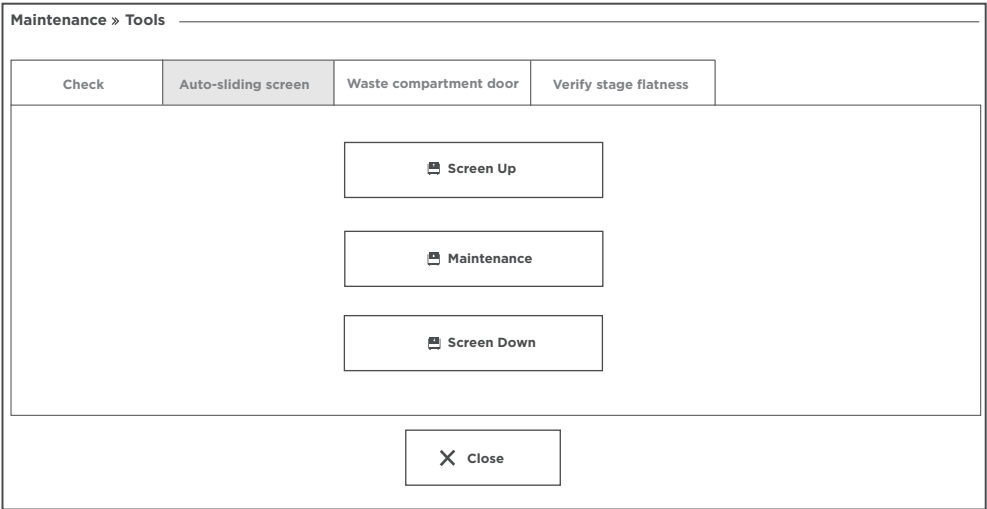 Maintenance » Tools
Check
Auto-sliding screen
Waste compartment door
Verify stage flatness
Screen Up
Maintenance
Screen Down
Close